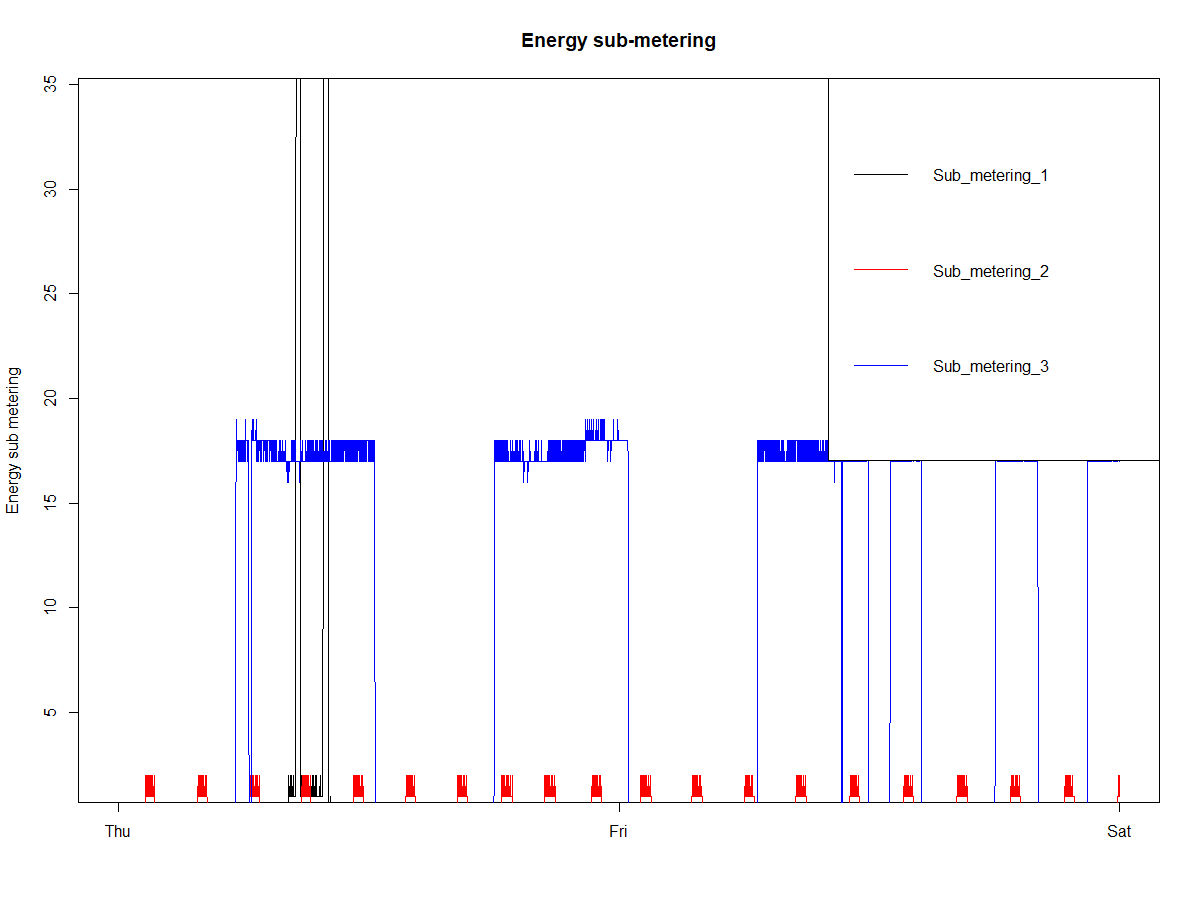 Energy sub-metering
Energy sub metering
35
30
25
20
15
10
5
Sub_metering_1
Sub_metering_2
Sub_metering_3
Thu
Fri
Sat